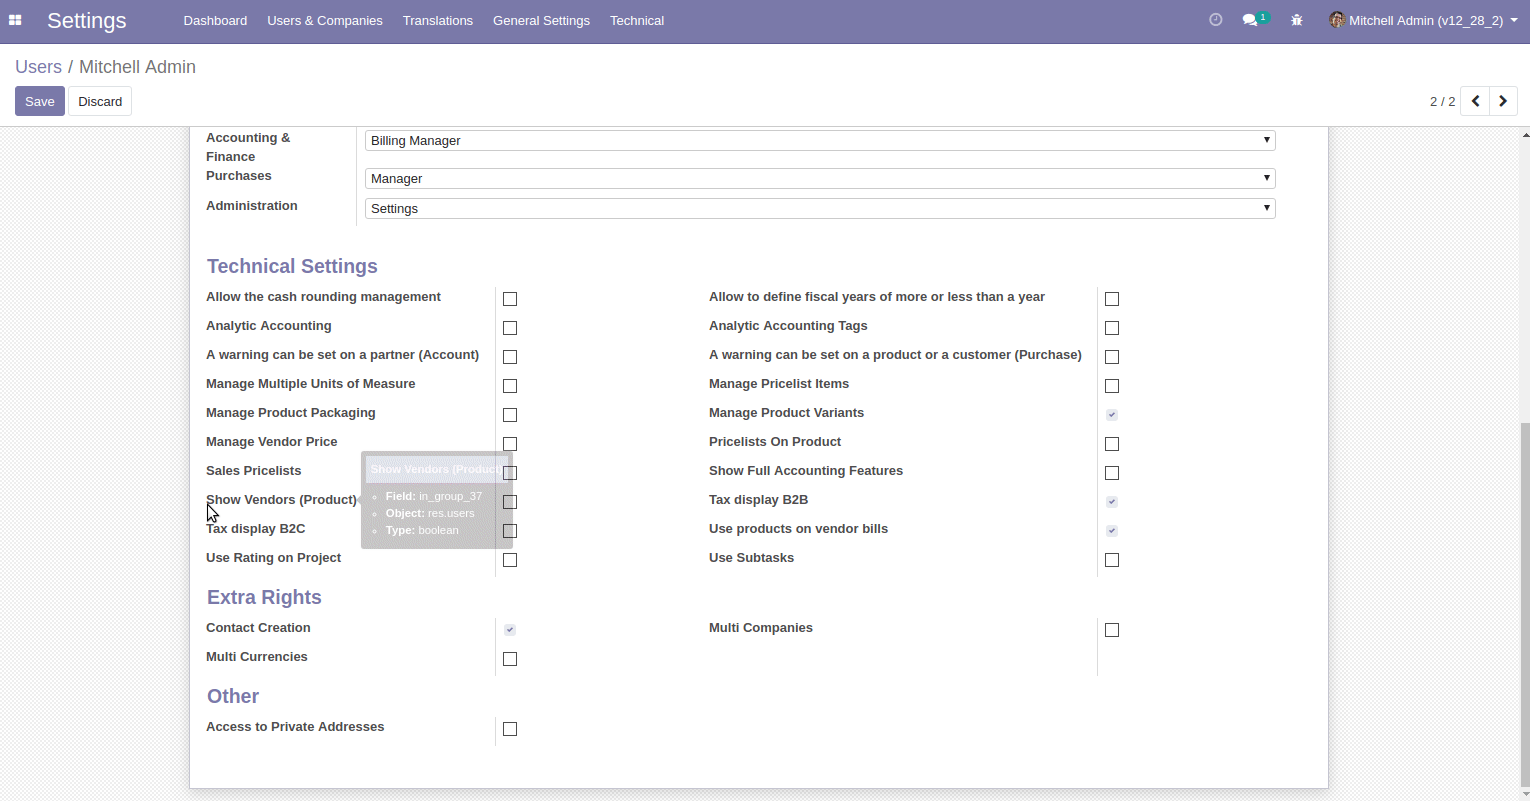 Settings Dashboard Users & Companies Translations General Settings Technical 1 Mitchell Admin (v12_28_2)
Users / Mitchell Admin
Save Discard 2 / 2
Accounting & Finance Billing Manager
Purchases Manager
Administration Settings
Technical Settings
Allow the cash rounding management Allow to define fiscal years of more or less than a year
Analytic Accounting Analytic Accounting Tags
A warning can be set on a partner (Account) A warning can be set on a product or a customer (Purchase)
Manage Multiple Units of Measure Manage Pricelist Items
Manage Product Packaging Manage Product Variants
Manage Vendor Price Pricelists On Product
Sales Pricelists Show Vendors (Product) Show Full Accounting Features
Show Vendors (Product) Field: in_group_37 Tax display B2B
Object: res.users
Tax display B2C Type: boolean Use products on vendor bills
Use Rating on Project Use Subtasks
Extra Rights
Contact Creation Multi Companies
Multi Currencies
Other
Access to Private Addresses